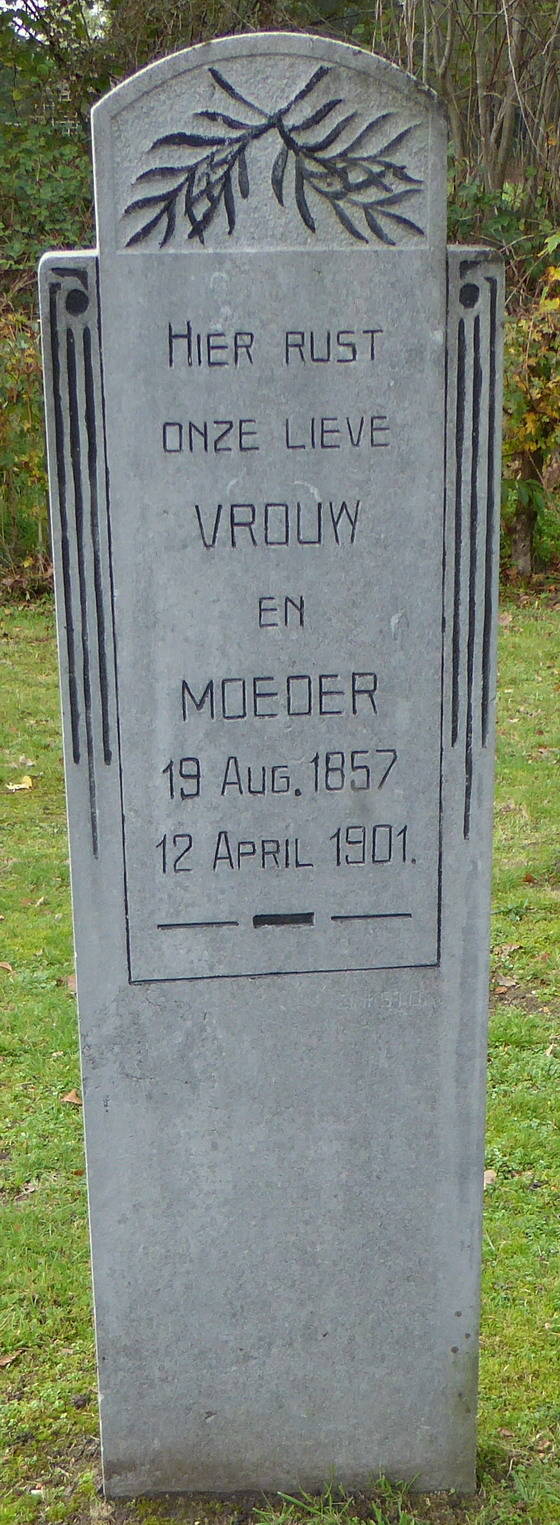 HIER RUST
ONZE LIEVE
VROUW
EN
MOEDER
19 AUG. 1857
12 APRIL 1901.